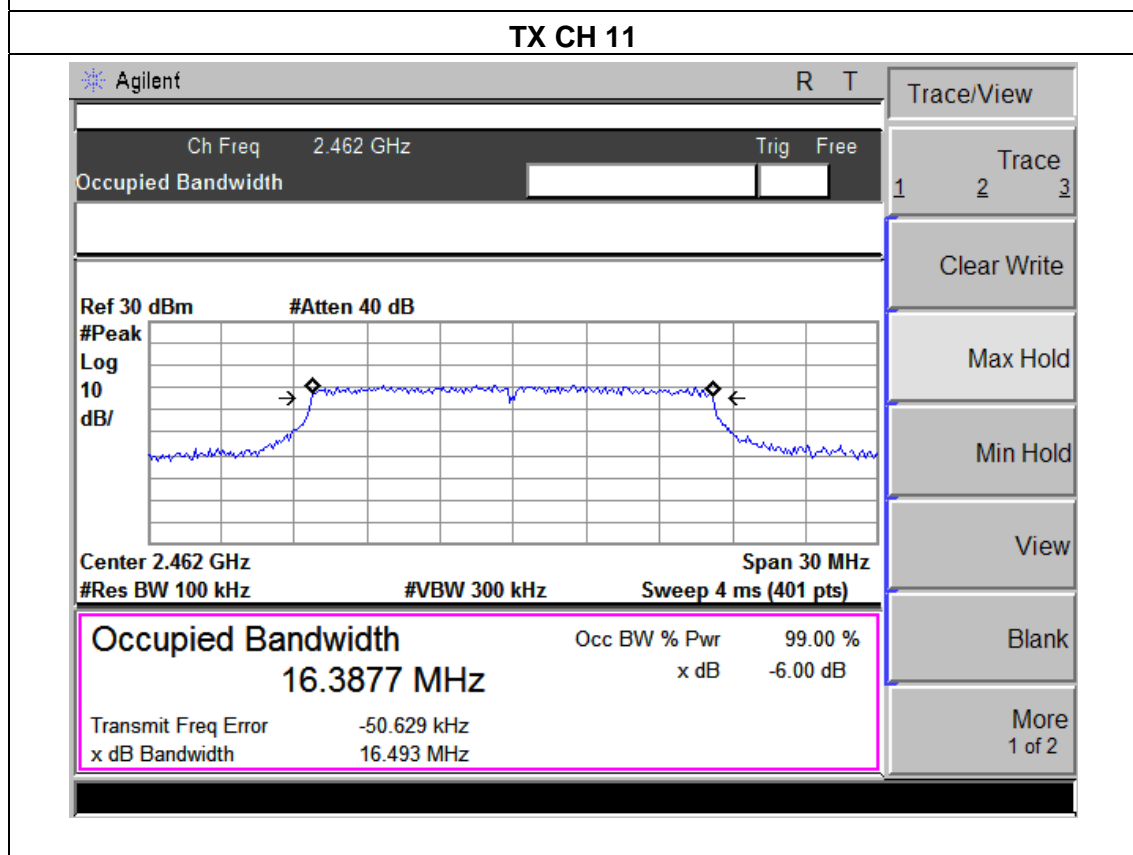 TX CH 11
Agilent R T
Ch Freq 2.462 GHz Trig Free
Occupied Bandwidth
Ref 30 dBm #Atten 40 dB
#Peak
Log
10
dB/
Center 2.462 GHz Span 30 MHz
#Res BW 100 kHz #VBW 300 kHz Sweep 4 ms (401 pts)
Occupied Bandwidth Occ BW % Pwr 99.00 %
16.3877 MHz x dB -6.00 dB
Transmit Freq Error -50.629 kHz
x dB Bandwidth 16.493 MHz
Trace/View
Trace
1 2 3
Clear Write
Max Hold
Min Hold
View
Blank
More
1 of 2